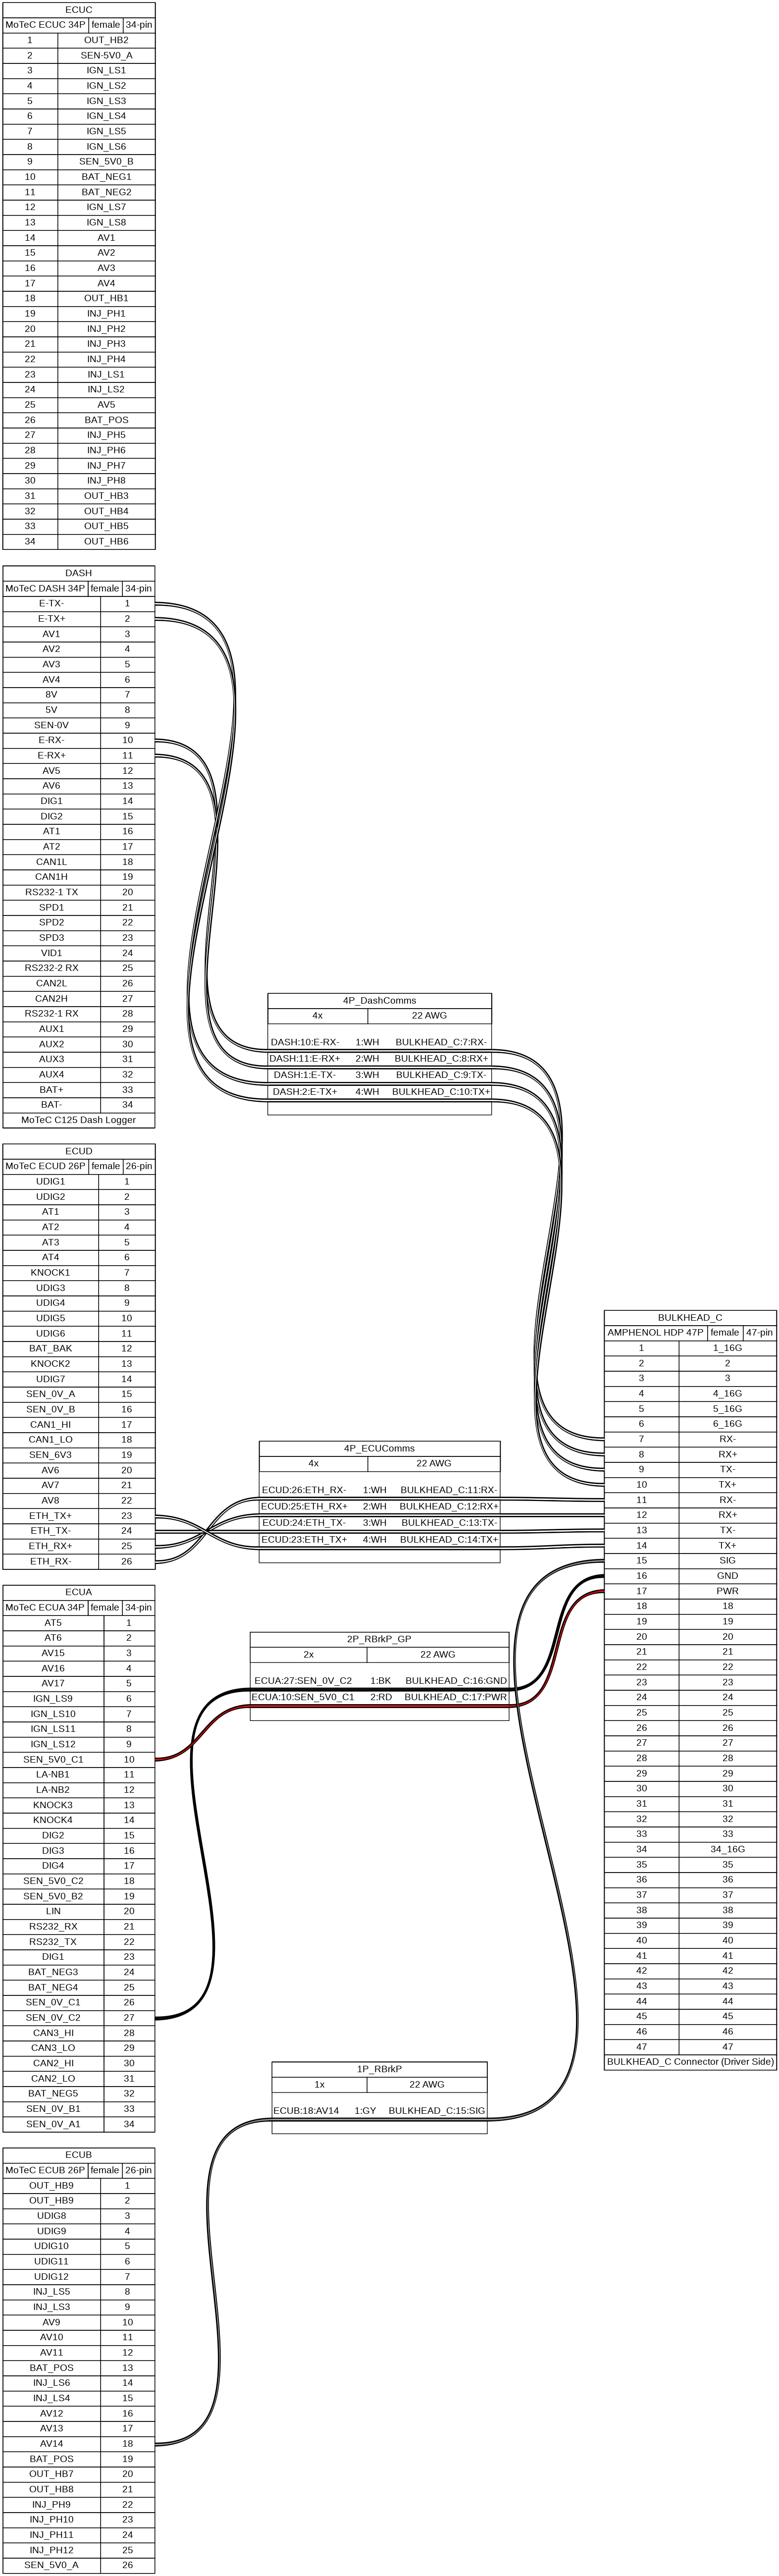 ECUC
MoTeC ECUC 34P female 34-pin
1 OUT_HB2
2 SEN-5V0_A
3 IGN_LS1
4 IGN_LS2
5 IGN_LS3
6 IGN_LS4
7 IGN_LS5
8 IGN_LS6
9 SEN_5V0_B
10 BAT_NEG1
11 BAT_NEG2
12 IGN_LS7
13 IGN_LS8
14 AV1
15 AV2
16 AV3
17 AV4
18 OUT_HB1
19 INJ_PH1
20 INJ_PH2
21 INJ_PH3
22 INJ_PH4
23 INJ_LS1
24 INJ_LS2
25 AV5
26 BAT_POS
27 INJ_PH5
28 INJ_PH6
29 INJ_PH7
30 INJ_PH8
31 OUT_HB3
32 OUT_HB4
33 OUT_HB5
34 OUT_HB6
DASH
MoTeC DASH 34P female 34-pin
E-TX- 1
E-TX+ 2
AV1 3
AV2 4
AV3 5
AV4 6
8V 7
5V 8
SEN-0V 9
E-RX- 10
E-RX+ 11
AV5 12
AV6 13
DIG1 14
DIG2 15
AT1 16
AT2 17
CAN1L 18
CAN1H 19
RS232-1 TX 20
SPD1 21
SPD2 22
SPD3 23
VID1 24
RS232-2 RX 25
CAN2L 26
CAN2H 27
RS232-1 RX 28
AUX1 29
AUX2 30
AUX3 31
AUX4 32
BAT+ 33
BAT- 34
MoTeC C125 Dash Logger
4P_DashComms
4x 22 AWG
DASH:10:E-RX- 1:WH BULKHEAD_C:7:RX-
DASH:11:E-RX+ 2:WH BULKHEAD_C:8:RX+
DASH:1:E-TX- 3:WH BULKHEAD_C:9:TX-
DASH:2:E-TX+ 4:WH BULKHEAD_C:10:TX+
ECUD
MoTeC ECUD 26P female 26-pin
UDIG1 1
UDIG2 2
AT1 3
AT2 4
AT3 5
AT4 6
KNOCK1 7
UDIG3 8
UDIG4 9
UDIG5 10
UDIG6 11
BAT_BAK 12
KNOCK2 13
UDIG7 14
SEN_0V_A 15
SEN_0V_B 16
CAN1_HI 17
CAN1_LO 18
SEN_6V3 19
AV6 20
AV7 21
AV8 22
ETH_TX+ 23
ETH_TX- 24
ETH_RX+ 25
ETH_RX- 26
4P_ECUComms
4x 22 AWG
ECUD:26:ETH_RX- 1:WH BULKHEAD_C:11:RX-
ECUD:25:ETH_RX+ 2:WH BULKHEAD_C:12:RX+
ECUD:24:ETH_TX- 3:WH BULKHEAD_C:13:TX-
ECUD:23:ETH_TX+ 4:WH BULKHEAD_C:14:TX+
ECUA
MoTeC ECUA 34P female 34-pin
AT5 1
AT6 2
AV15 3
AV16 4
AV17 5
IGN_LS9 6
IGN_LS10 7
IGN_LS11 8
IGN_LS12 9
SEN_5V0_C1 10
LA-NB1 11
LA-NB2 12
KNOCK3 13
KNOCK4 14
DIG2 15
DIG3 16
DIG4 17
SEN_5V0_C2 18
SEN_5V0_B2 19
LIN 20
RS232_RX 21
RS232_TX 22
DIG1 23
BAT_NEG3 24
BAT_NEG4 25
SEN_0V_C1 26
SEN_0V_C2 27
CAN3_HI 28
CAN3_LO 29
CAN2_HI 30
CAN2_LO 31
BAT_NEG5 32
SEN_0V_B1 33
SEN_0V_A1 34
2P_RBrkP_GP
2x 22 AWG
ECUA:27:SEN_0V_C2 1:BK BULKHEAD_C:16:GND
ECUA:10:SEN_5V0_C1 2:RD BULKHEAD_C:17:PWR
1P_RBrkP
1x 22 AWG
ECUB:18:AV14 1:GY BULKHEAD_C:15:SIG
ECUB
MoTeC ECUB 26P female 26-pin
OUT_HB9 1
OUT_HB9 2
UDIG8 3
UDIG9 4
UDIG10 5
UDIG11 6
UDIG12 7
INJ_LS5 8
INJ_LS3 9
AV9 10
AV10 11
AV11 12
BAT_POS 13
INJ_LS6 14
INJ_LS4 15
AV12 16
AV13 17
AV14 18
BAT_POS 19
OUT_HB7 20
OUT_HB8 21
INJ_PH9 22
INJ_PH10 23
INJ_PH11 24
INJ_PH12 25
SEN_5V0_A 26
BULKHEAD_C
AMPHENOL HDP 47P female 47-pin
1 1_16G
2 2
3 3
4 4_16G
5 5_16G
6 6_16G
7 RX-
8 RX+
9 TX-
10 TX+
11 RX-
12 RX+
13 TX-
14 TX+
15 SIG
16 GND
17 PWR
18 18
19 19
20 20
21 21
22 22
23 23
24 24
25 25
26 26
27 27
28 28
29 29
30 30
31 31
32 32
33 33
34 34_16G
35 35
36 36
37 37
38 38
39 39
40 40
41 41
42 42
43 43
44 44
45 45
46 46
47 47
BULKHEAD_C Connector (Driver Side)